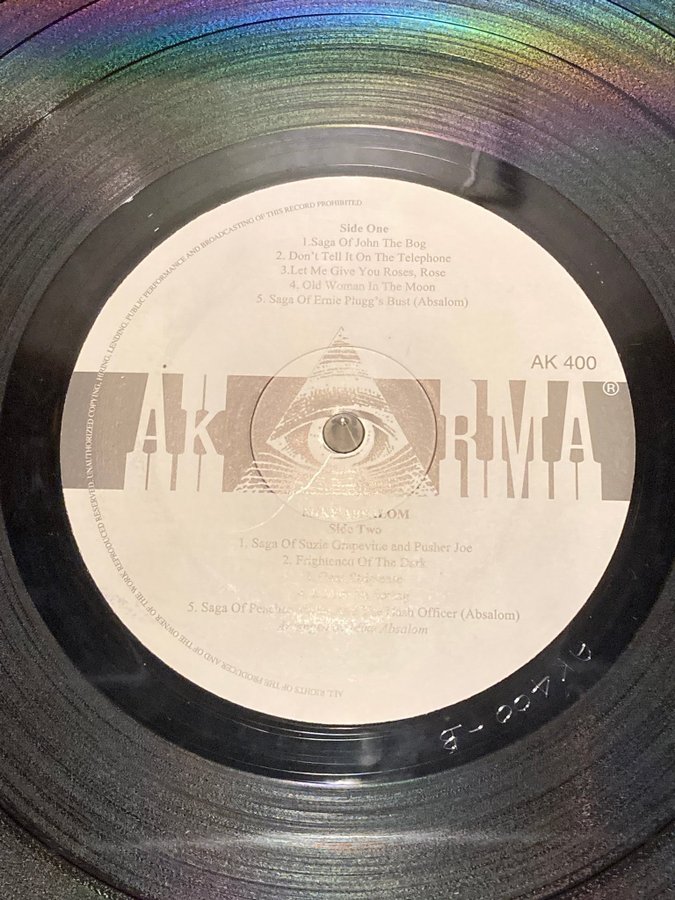 ALL RIGHTS OF THE PRODUCER AND OF THE OWNER OF THE WORK REPRODUCED RESERVED. UNAUTHORIZED COPYING, HIRING, LENDING, PUBLIC PERFORMANCE AND BROADCASTING OF THIS RECORD PROHIBITED
Side One
1.Saga Of John The Bog
2. Don't Tell It On The Telephone
3.Let Me Give You Roses, Rose
4. Old Woman In The Moon
5. Saga Of Ernie Plugg's Bust (Absalom)
AK 400
AKARMA ®
ABSALOM
Side Two
1. Saga Of Suzie Grapevine and Pusher Joe
2. Frightened Of The Dark
5. Saga Of Officer (Absalom)
Absalom
AK400-B